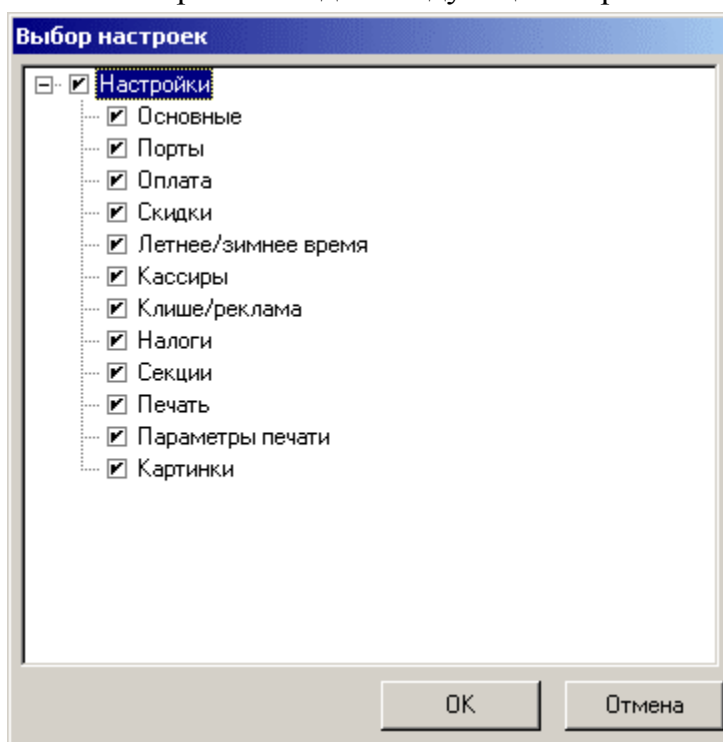 Выбор настроек
Настройки
Основные
Порты
Оплата
Скидки
Летнее/зимнее время
Кассиры
Клише/реклама
Налоги
Секции
Печать
Параметры печати
Картинки
OK
Отмена